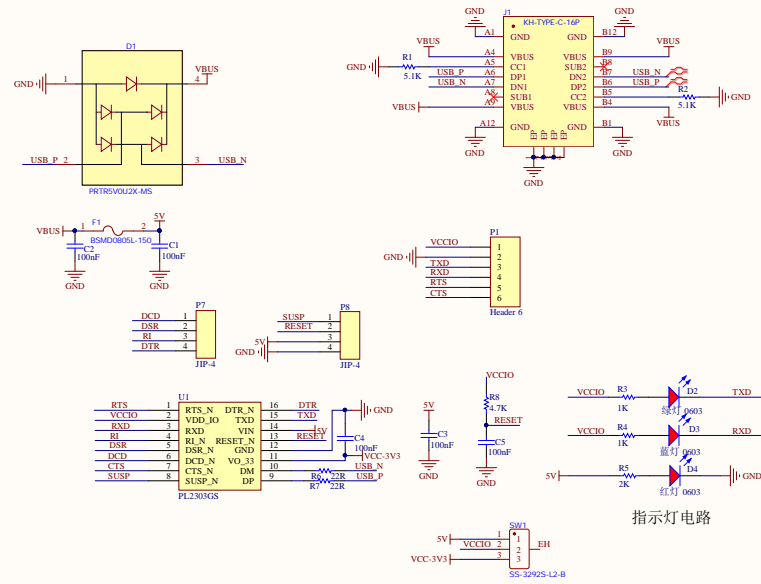 D1
VBUS
GND
1
4
USB_P
2
3
USB_N
PRTR5V0U2X-MS
J1
KH-TYPE-C-16P
GND
A1
GND
GND
B12
GND
VBUS
A4
VBUS
VBUS
B9
VBUS
GND
R1
5.1K
A5
CC1
SUB2
B8
USB_P
A6
DP1
DN2
B7
USB_N
USB_N
A7
DN1
DP2
B6
USB_P
A8
SUB1
CC2
B5
R2
5.1K
GND
VBUS
A9
VBUS
VBUS
B4
VBUS
A12
GND
GND
B1
GND
GND
EP
EP
EP
EP
GND
VBUS
1
F1
2
5V
BSMD0805L-150
C2
100nF
GND
C1
100nF
GND
P1
VCCIO
1
GND
2
TXD
3
RXD
4
RTS
5
CTS
6
Header 6
P7
DCD
1
DSR
2
RI
3
DTR
4
JIP-4
P8
SUSP
1
RESET
2
5V
3
GND
4
JIP-4
U1
RTS
1
RTS_N
DTR_N
16
DTR
VCCIO
2
VDD_IO
TXD
15
TXD
RXD
3
RXD
VIN
14
5V
RI
4
RI_N
RESET_N
13
RESET
DSR
5
DSR_N
GND
12
DCD
6
DCD_N
VO_33
11
CTS
7
CTS_N
DM
10
USB_N
SUSP
8
SUSP_N
DP
9
USB_P
PL2303GS
R6
22R
R7
22R
GND
C4
100nF
VCC-3V3
5V
C3
100nF
GND
VCCIO
R8
4.7K
RESET
C5
100nF
GND
VCCIO
R3
1K
D2
TXD
绿灯 0603
VCCIO
R4
1K
D3
RXD
蓝灯 0603
5V
R5
2K
D4
GND
红灯 0603
指示灯电路
SW1
5V
1
1
VCCIO
2
2
EH
VCC-3V3
3
3
SS-3292S-L2-B